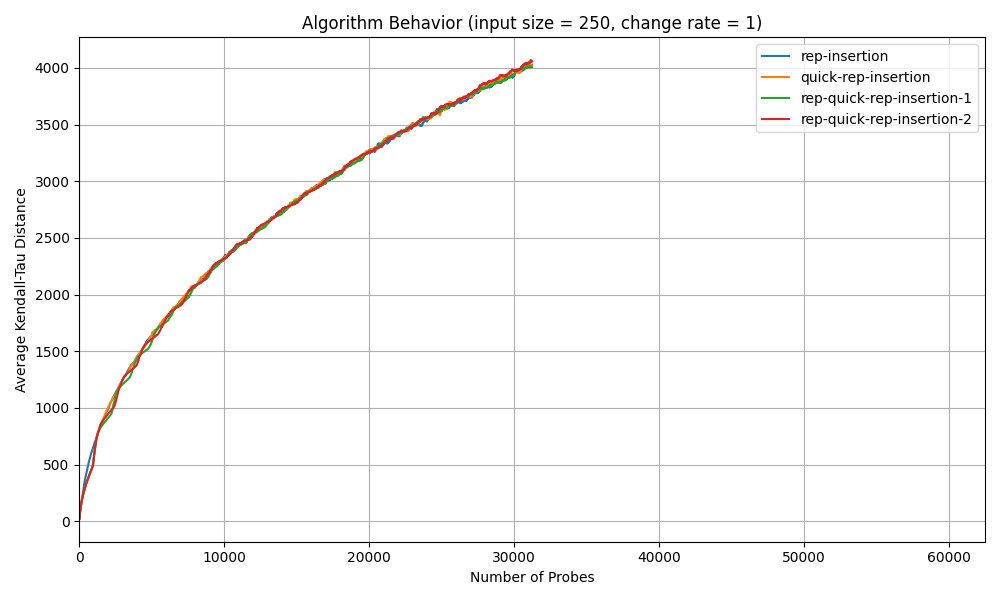 Algorithm Behavior (input size = 250, change rate = 1)
rep-insertion
quick-rep-insertion
rep-quick-rep-insertion-1
rep-quick-rep-insertion-2
Average Kendall-Tau Distance
4000
3500
3000
2500
2000
1500
1000
500
0
0 10000 20000 30000 40000 50000 60000
Number of Probes